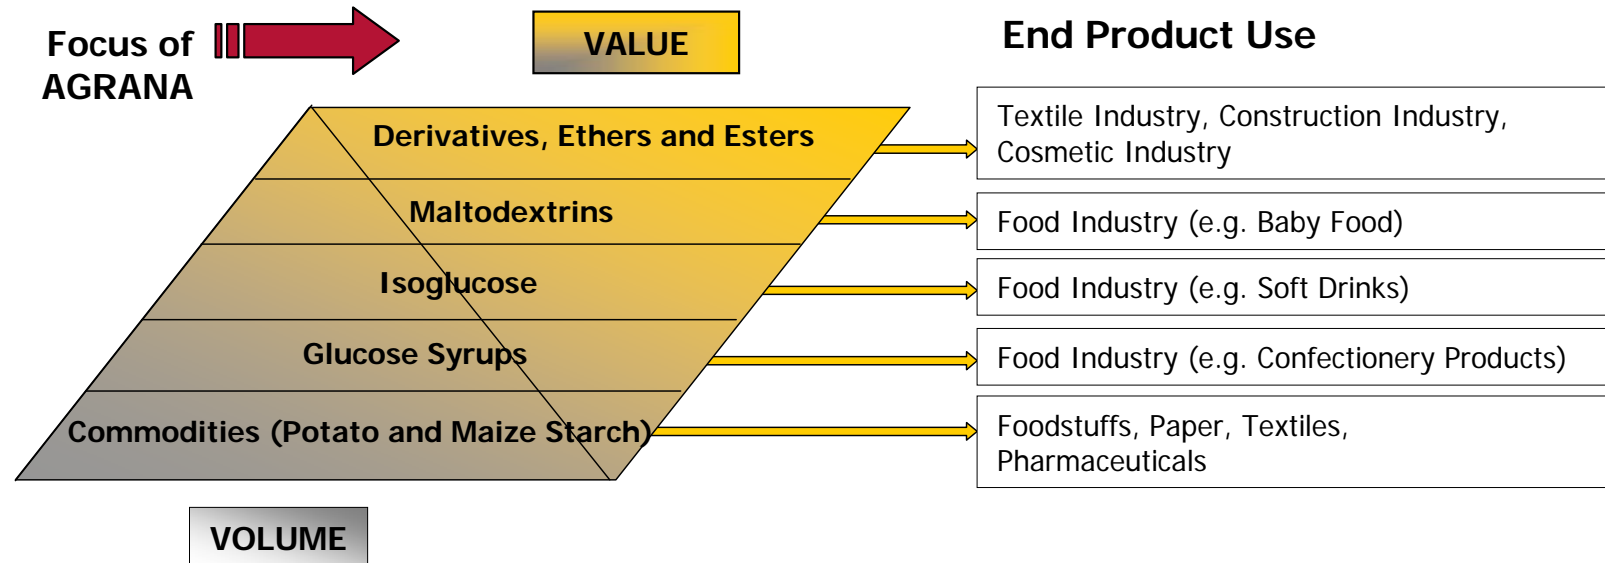 Focus of
AGRANA
VALUE
End Product Use
Derivatives, Ethers and Esters
Textile Industry, Construction Industry,
Cosmetic Industry
Maltodextrins
Food Industry (e.g. Baby Food)
Isoglucose
Food Industry (e.g. Soft Drinks)
Glucose Syrups
Food Industry (e.g. Confectionery Products)
Commodities (Potato and Maize Starch)
Foodstuffs, Paper, Textiles,
Pharmaceuticals
VOLUME